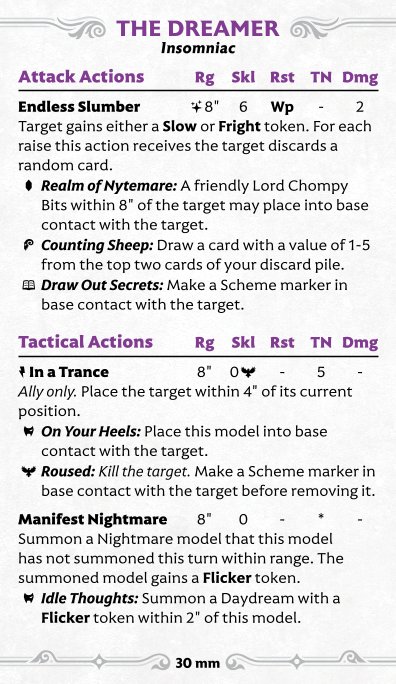 THE DREAMER
Insomniac
Attack Actions Rg Skl Rst TN Dmg
Endless Slumber 8" 6 Wp - 2
Target gains either a Slow or Fright token. For each
raise this action receives the target discards a
random card.
Realm of Nytemare: A friendly Lord Chompy
Bits within 8" of the target may place into base
contact with the target.
Counting Sheep: Draw a card with a value of 1-5
from the top two cards of your discard pile.
Draw Out Secrets: Make a Scheme marker in
base contact with the target.
Tactical Actions Rg Skl Rst TN Dmg
In a Trance 8" 0 - 5 -
Ally only. Place the target within 4" of its current
position.
On Your Heels: Place this model into base
contact with the target.
Roused: Kill the target. Make a Scheme marker in
base contact with the target before removing it.
Manifest Nightmare 8" 0 - * -
Summon a Nightmare model that this model
has not summoned this turn within range. The
summoned model gains a Flicker token.
Idle Thoughts: Summon a Daydream with a
Flicker token within 2" of this model.
30 mm